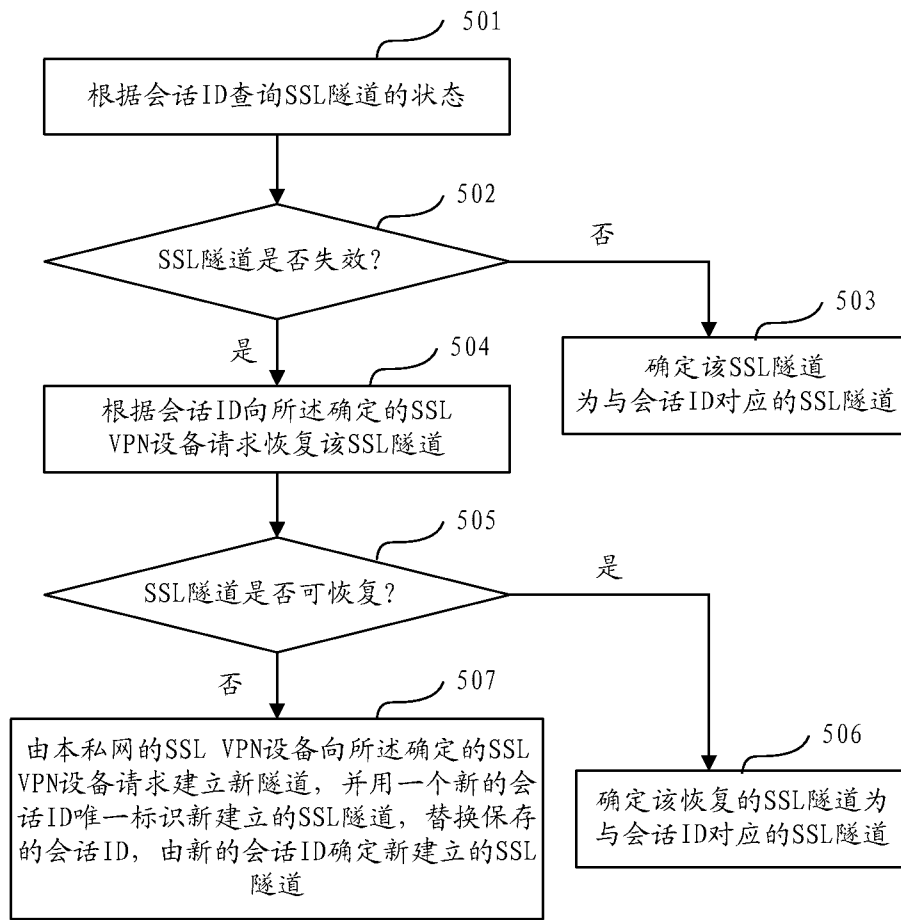 501
根据会话ID查询SSL隧道的状态
502
SSL隧道是否失效?
否
503
确定该SSL隧道
为与会话ID对应的SSL隧道
是
504
根据会话ID向所述确定的SSL
VPN设备请求恢复该SSL隧道
505
SSL隧道是否可恢复?
是
否
507
由本私网的SSL VPN设备向所述确定的SSL
VPN设备请求建立新隧道, 并用一个新的会
话ID唯一标识新建立的SSL隧道, 替换保存
的会话ID, 由新的会话ID确定新建立的SSL
隧道
506
确定该恢复的SSL隧道为
与会话ID对应的SSL隧道